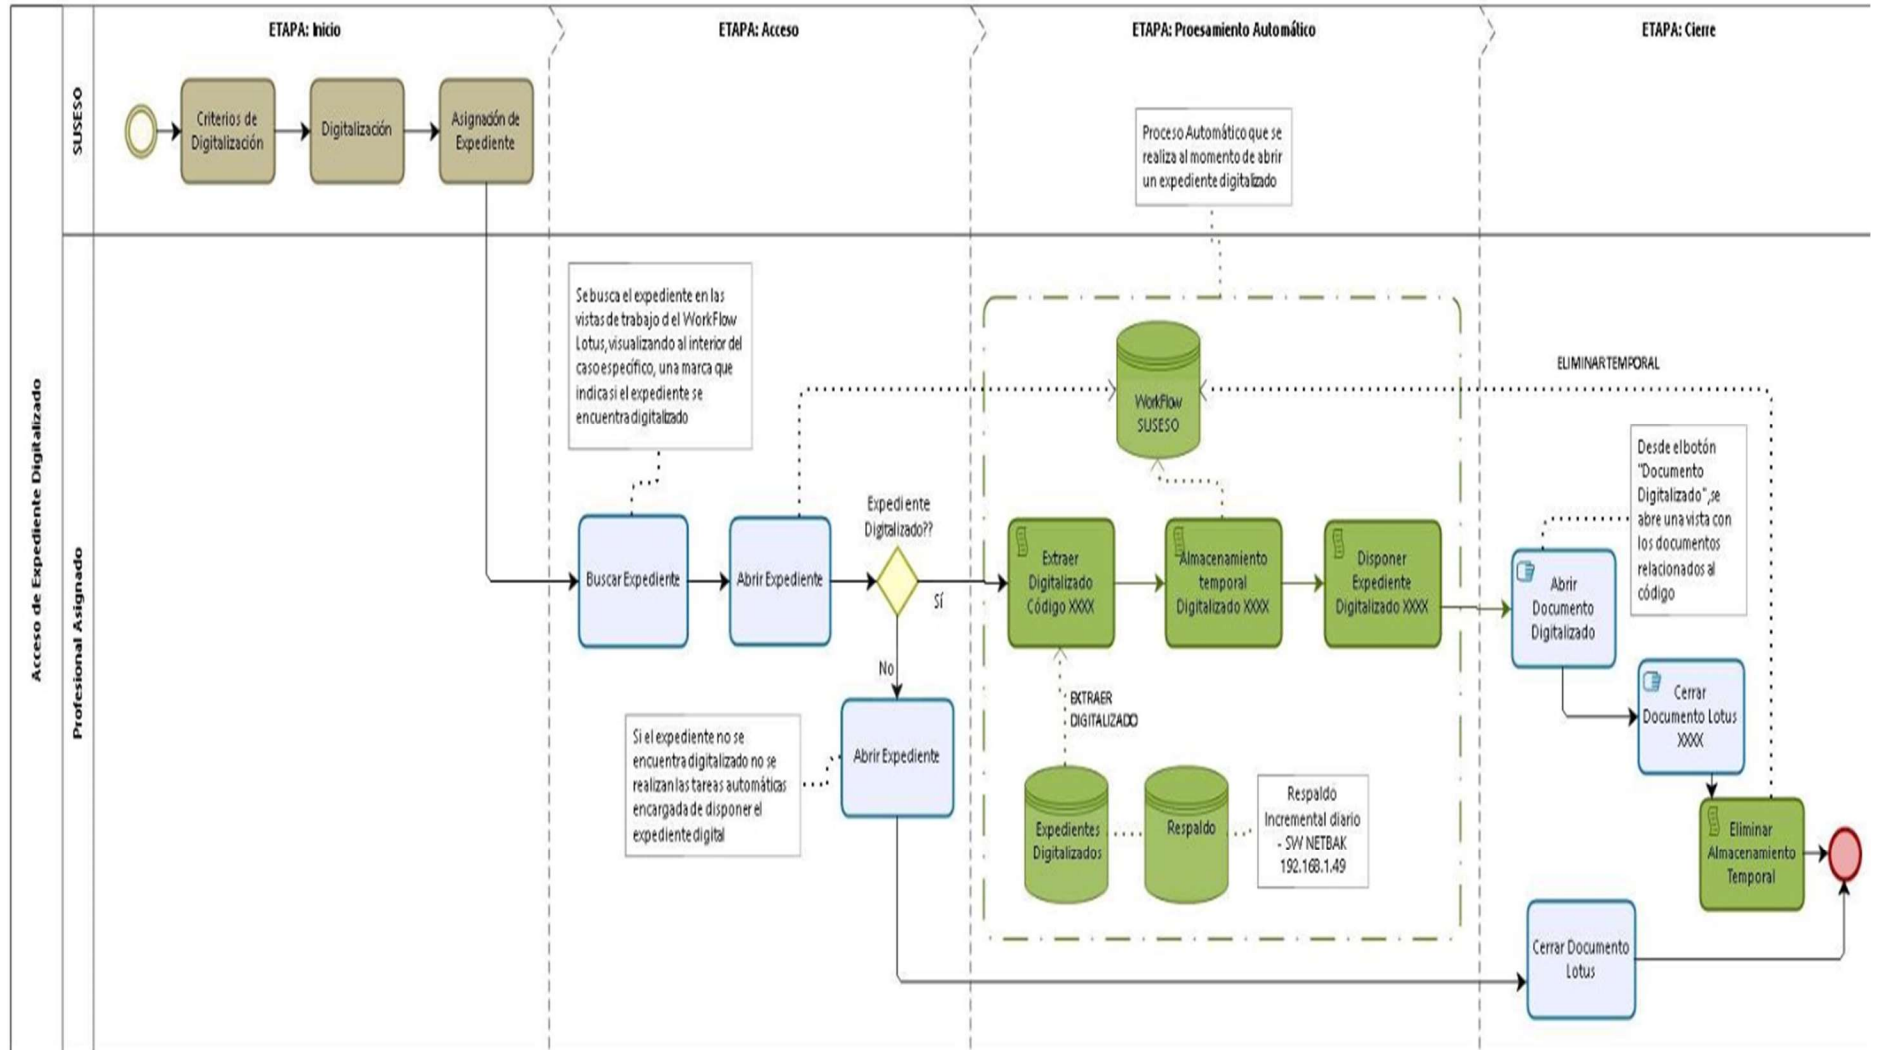 ETAPA: Inicio
ETAPA: Acceso
ETAPA: Proesamiento Automático
ETAPA: Cierre
Acceso de Expediente Digitalizado
SUSESO
Criterios de
Digitalización
Digitalización
Asignación de
Expediente
Proceso Automático que se
realiza al momento de abrir
un expediente digitalizado
Profesional Asignado
Se busca el expediente en las
vistas de trabajo del WorkFlow
Lotus, visualizando al interior del
caso específico, una marca que
indica si el expediente se
encuentra digitalizado
Buscar Expediente
Abrir Expediente
Expediente
Digitalizado??
Sí
No
Si el expediente no se
encuentra digitalizado no se
realizan las tareas automáticas
encargada de disponer el
expediente digital
Abrir Expediente
WorkFlow
SUSESO
Extraer
Digitalizado
Código XXXX
Almacenamiento
temporal
Digitalizado XXXX
Disponer
Expediente
Digitalizado XXXX
EXTRAER
DIGITALIZADO
Expedientes
Digitalizados
Respaldo
Respaldo
Incremental diario
- SW NETBAK
192.168.1.49
ELIMINAR TEMPORAL
Desde el botón
"Documento
Digitalizado", se
abre una vista con
los documentos
relacionados al
código
Abrir
Documento
Digitalizado
Cerrar
Documento Lotus
XXXX
Eliminar
Almacenamiento
Temporal
Cerrar Documento
Lotus